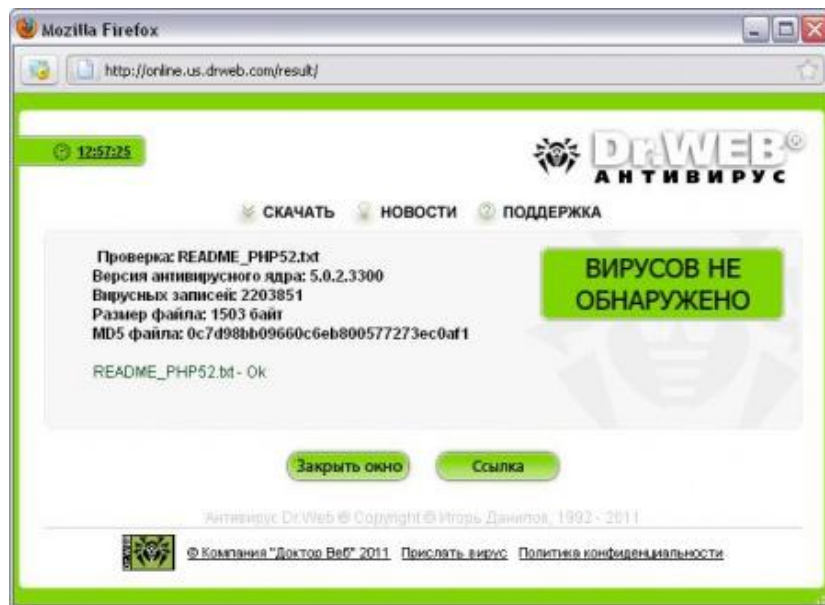 Mozilla Firefox
http://online.us.drweb.com/result/
12:57:25
Dr.WEB®
АНТИВИРУС
СКАЧАТЬ НОВОСТИ ПОДДЕРЖКА
Проверка: README_PHP52.txt
Версия антивирусного ядра: 5.0.2.3300
Вирусных записей: 2203851
Размер файла: 1503 байт
MD5 файла: 0c7d98bb09660c6eb800577273ec0af1
ВИРУСОВ НЕ
ОБНАРУЖЕНО
README_PHP52.txt - Ok
Закрыть окно Ссылка
Антивирус Dr.Web ® Copyright © Игорь Данилов, 1992 - 2011
© Компания "Доктор Веб" 2011 Прислать вирус Политика конфиденциальности